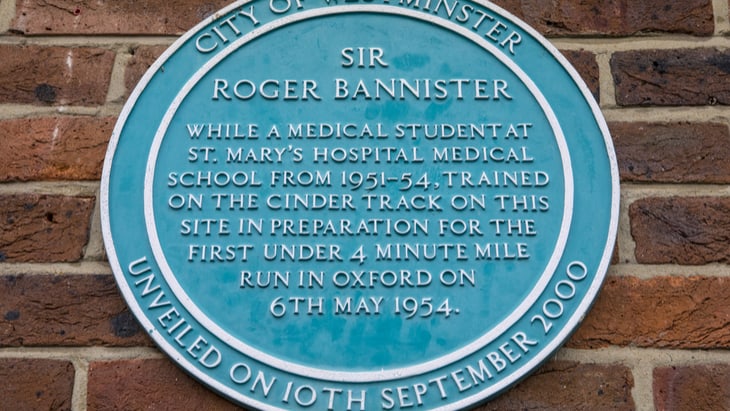 CITY OF WESTMINSTER
SIR
ROGER BANNISTER
WHILE A MEDICAL STUDENT AT
ST. MARY'S HOSPITAL MEDICAL
SCHOOL FROM 1951-54, TRAINED
ON THE CINDER TRACK ON THIS
SITE IN PREPARATION FOR THE
FIRST UNDER 4 MINUTE MILE
RUN IN OXFORD ON
6TH MAY 1954.
UNVEILED ON 10TH SEPTEMBER 2000